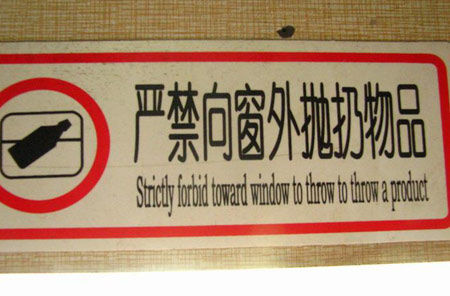 严禁向窗外抛扔物品
Strictly forbid toward window to throw to throw a product